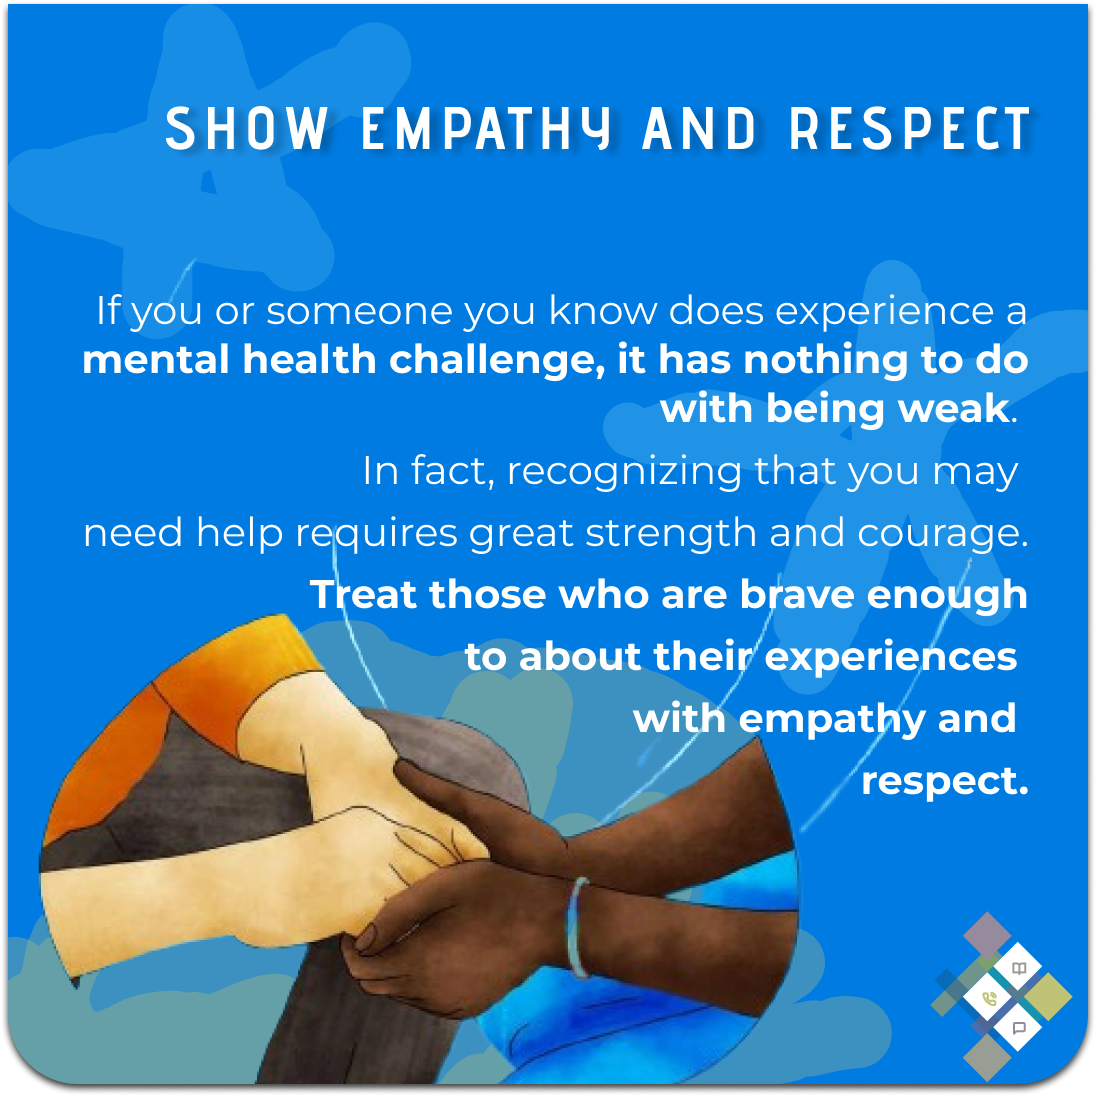 SHOW EMPATHY AND RESPECT
If you or someone you know does experience a
mental health challenge, it has nothing to do
with being weak.
In fact, recognizing that you may
need help requires great strength and courage.
Treat those who are brave enough
to about their experiences
with empathy and
respect.